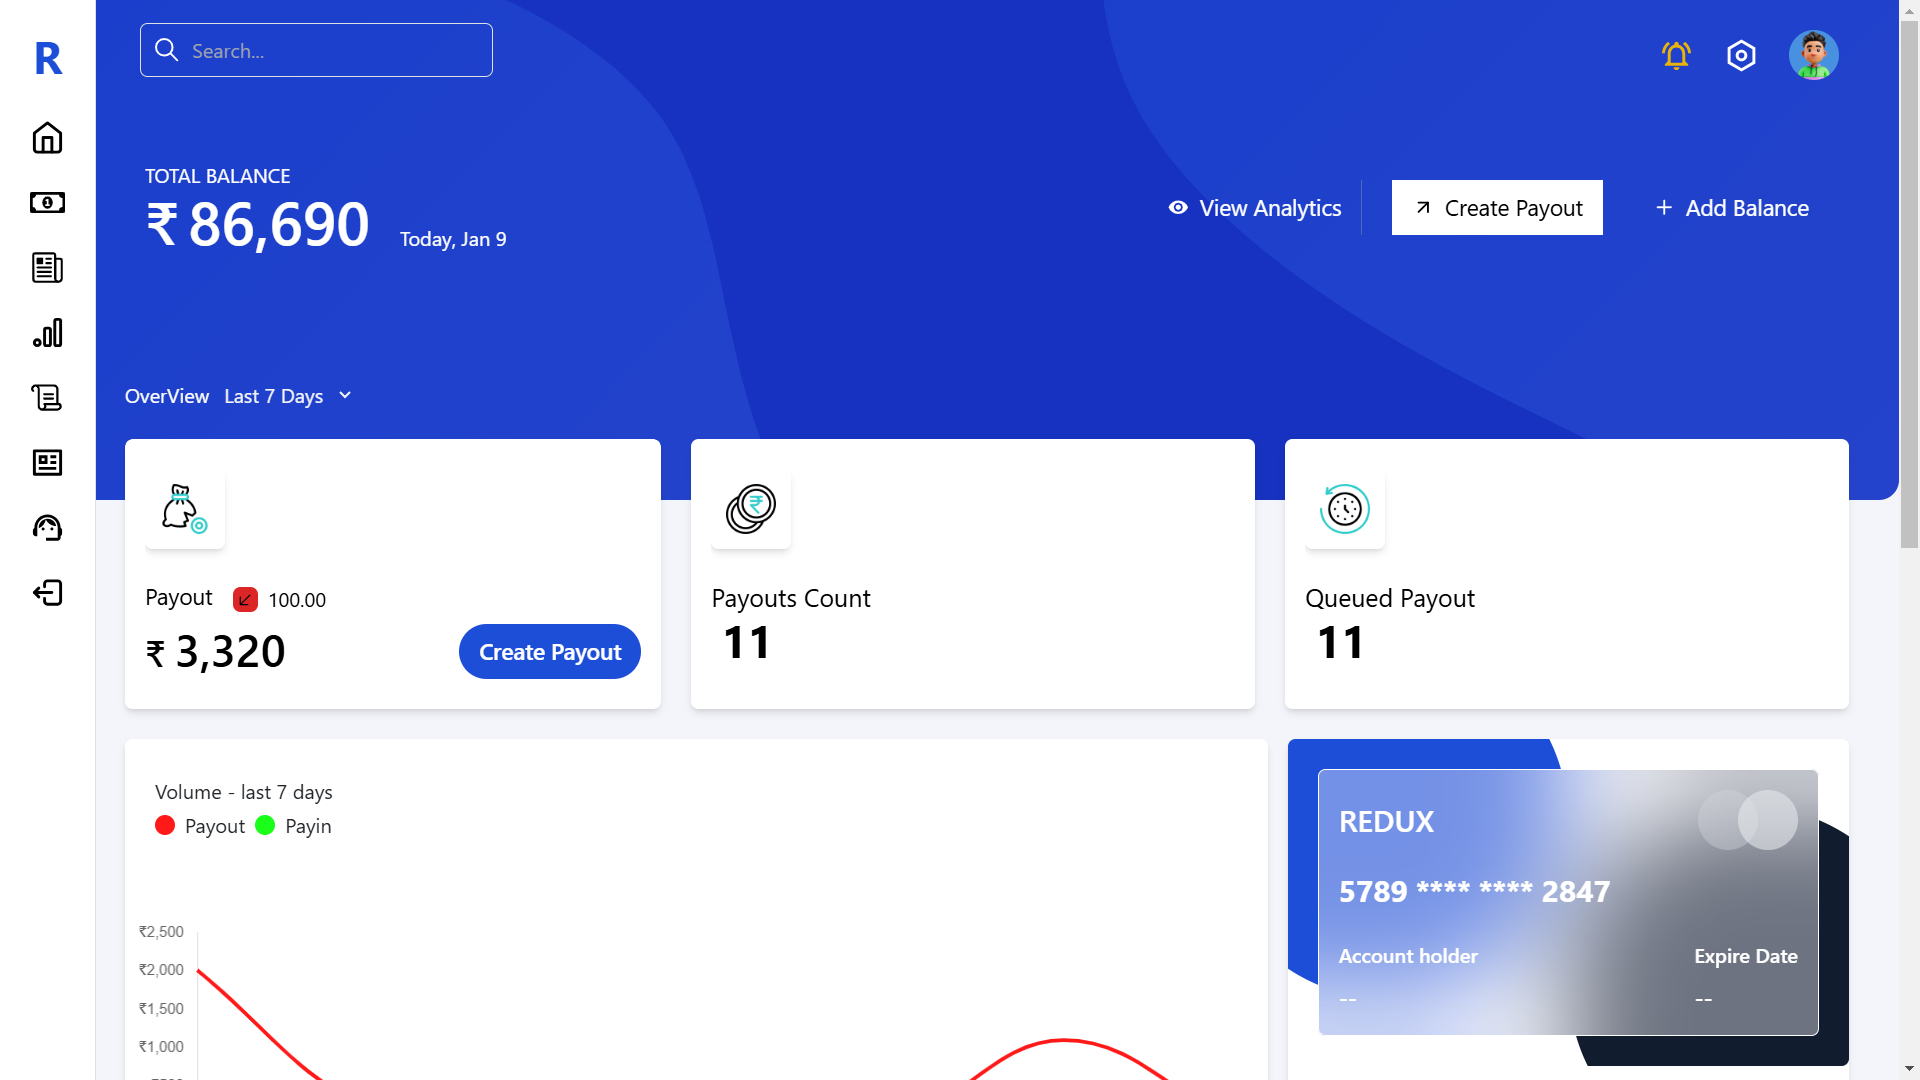 R
Search...
TOTAL BALANCE
₹ 86,690
Today, Jan 9
View Analytics
Create Payout
+ Add Balance
OverView Last 7 Days
Payout 100.00
₹ 3,320
Create Payout
Payouts Count
11
Queued Payout
11
Volume - last 7 days
Payout Payin
₹2,500
₹2,000
₹1,500
₹1,000
REDUX
5789 **** **** 2847
Account holder Expire Date
-- --